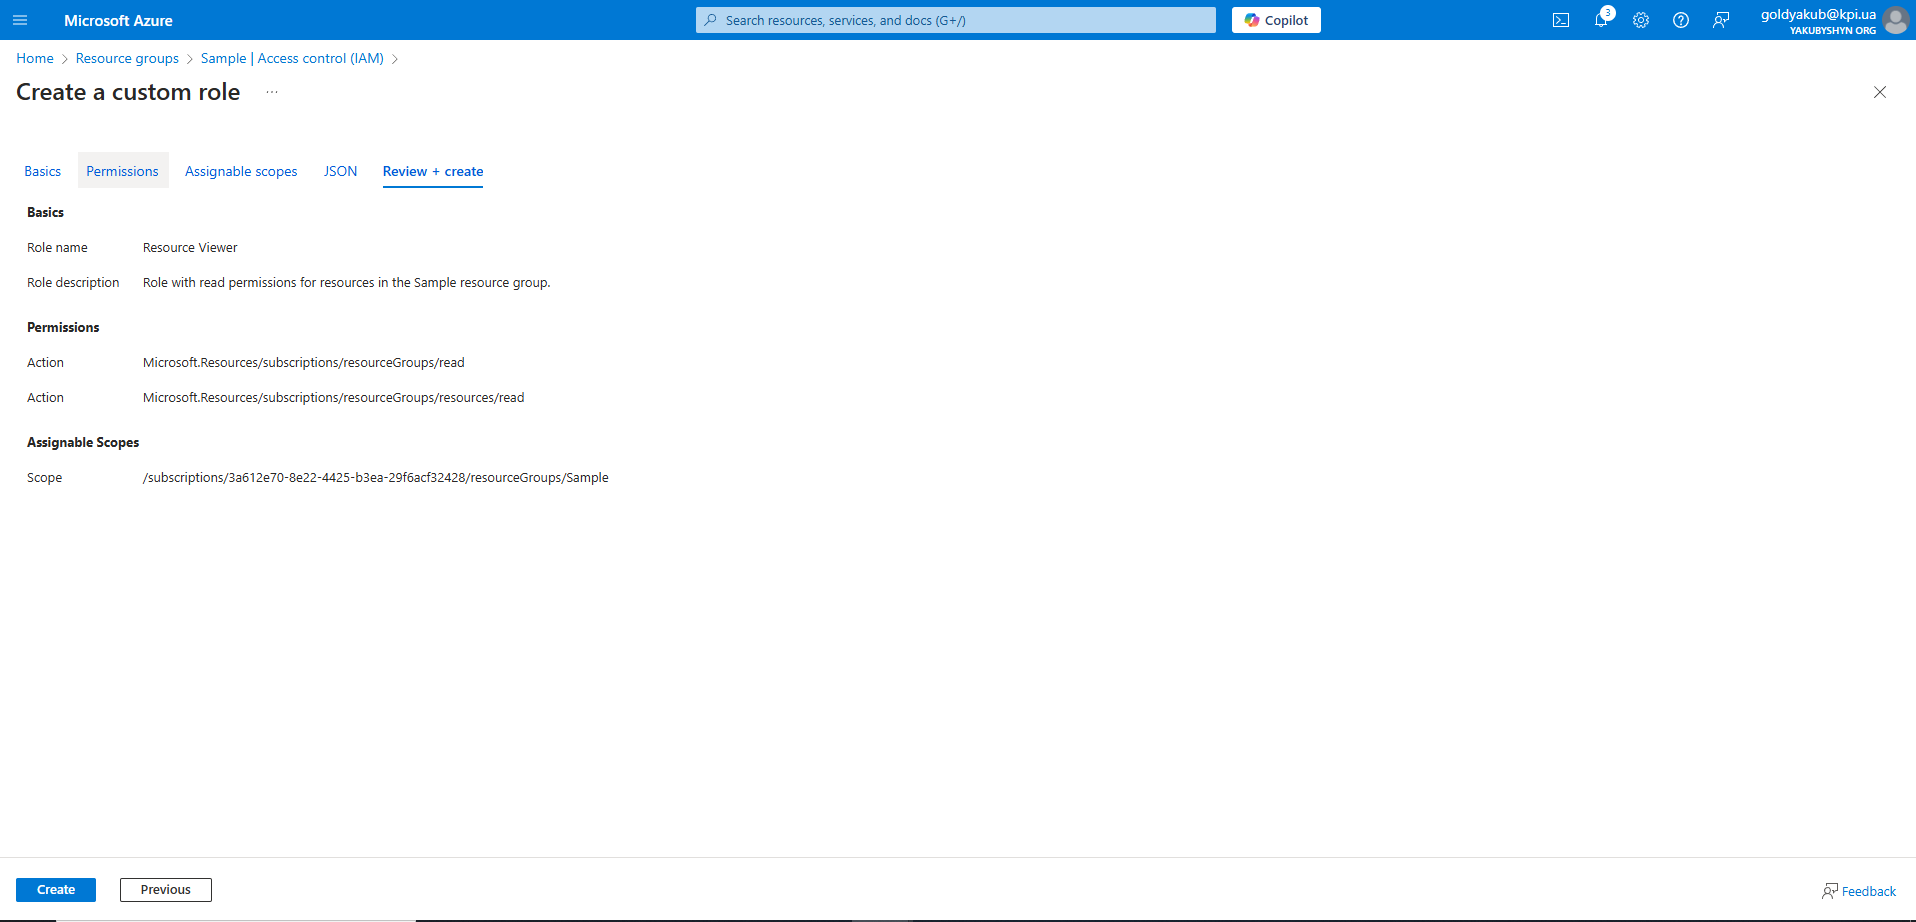 Microsoft Azure
Search resources, services, and docs (G+/)
Copilot
3
goldyakub@kpi.ua
YAKUBYSHYN ORG
Home > Resource groups > Sample | Access control (IAM) >
Create a custom role ...
Basics Permissions Assignable scopes JSON Review + create
Basics
Role name Resource Viewer
Role description Role with read permissions for resources in the Sample resource group.
Permissions
Action Microsoft.Resources/subscriptions/resourceGroups/read
Action Microsoft.Resources/subscriptions/resourceGroups/resources/read
Assignable Scopes
Scope /subscriptions/3a612e70-8e22-4425-b3ea-29f6acf32428/resourceGroups/Sample
Create Previous
Feedback